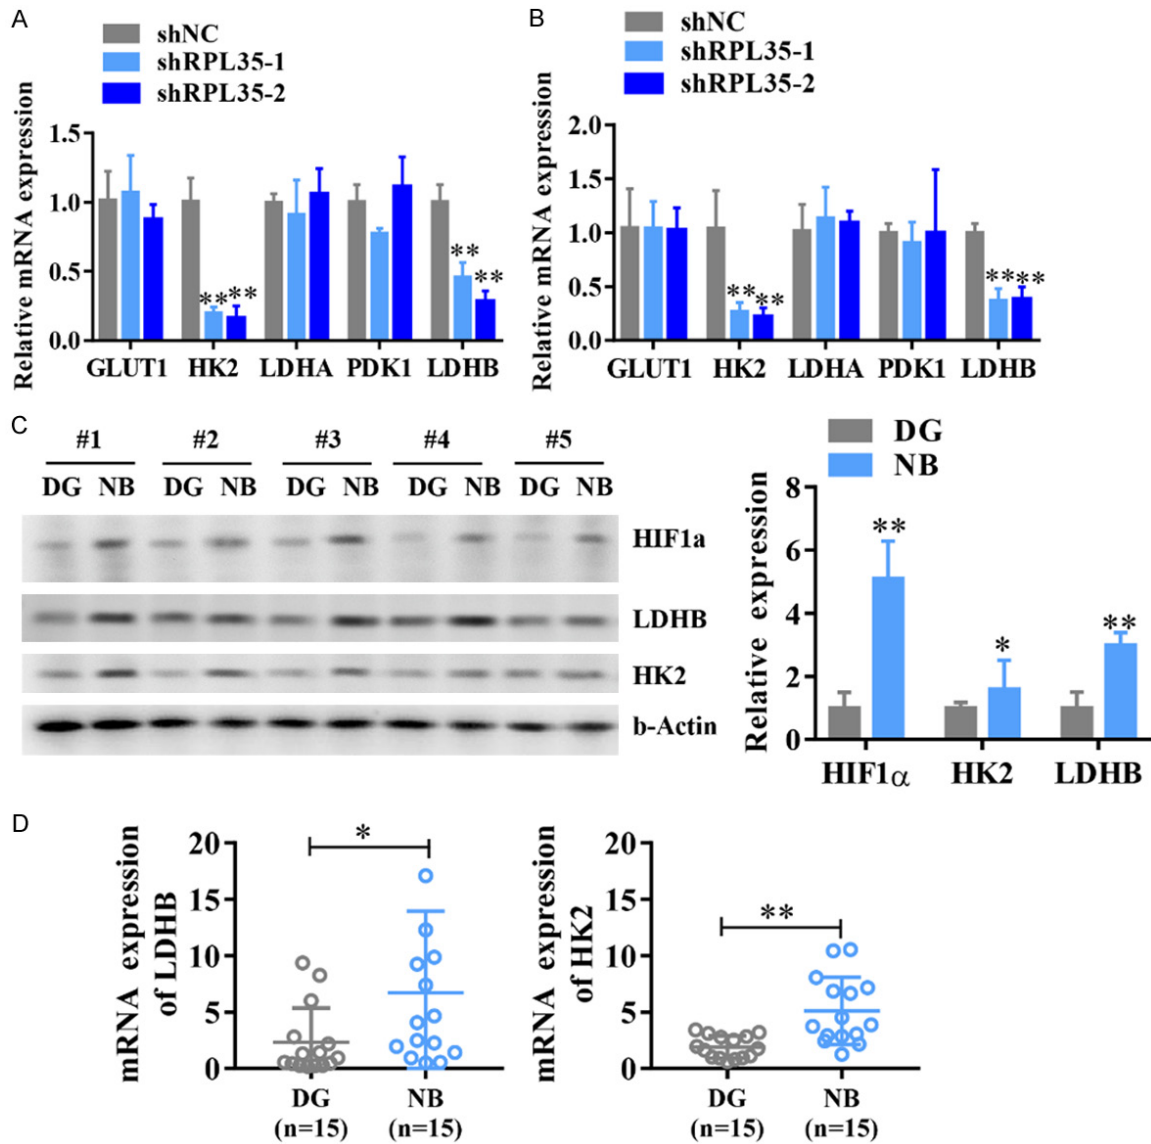 A
shNC
shRPL35-1
shRPL35-2
Relative mRNA expression
1.5
1.0
0.5
0.0
** ** ** **
GLUT1 HK2 LDHA PDK1 LDHB
B
shNC
shRPL35-1
shRPL35-2
Relative mRNA expression
2.0
1.5
1.0
0.5
0.0
** ** ** **
GLUT1 HK2 LDHA PDK1 LDHB
C
#1 #2 #3 #4 #5
DG NB DG NB DG NB DG NB DG NB
HIF1a
LDHB
HK2
b-Actin
DG
NB
Relative expression
8
6
4
2
0
** * **
HIF1α HK2 LDHB
D
mRNA expression
of LDHB
20
15
10
5
0
*
DG NB
(n=15) (n=15)
mRNA expression
of HK2
20
15
10
5
0
**
DG NB
(n=15) (n=15)